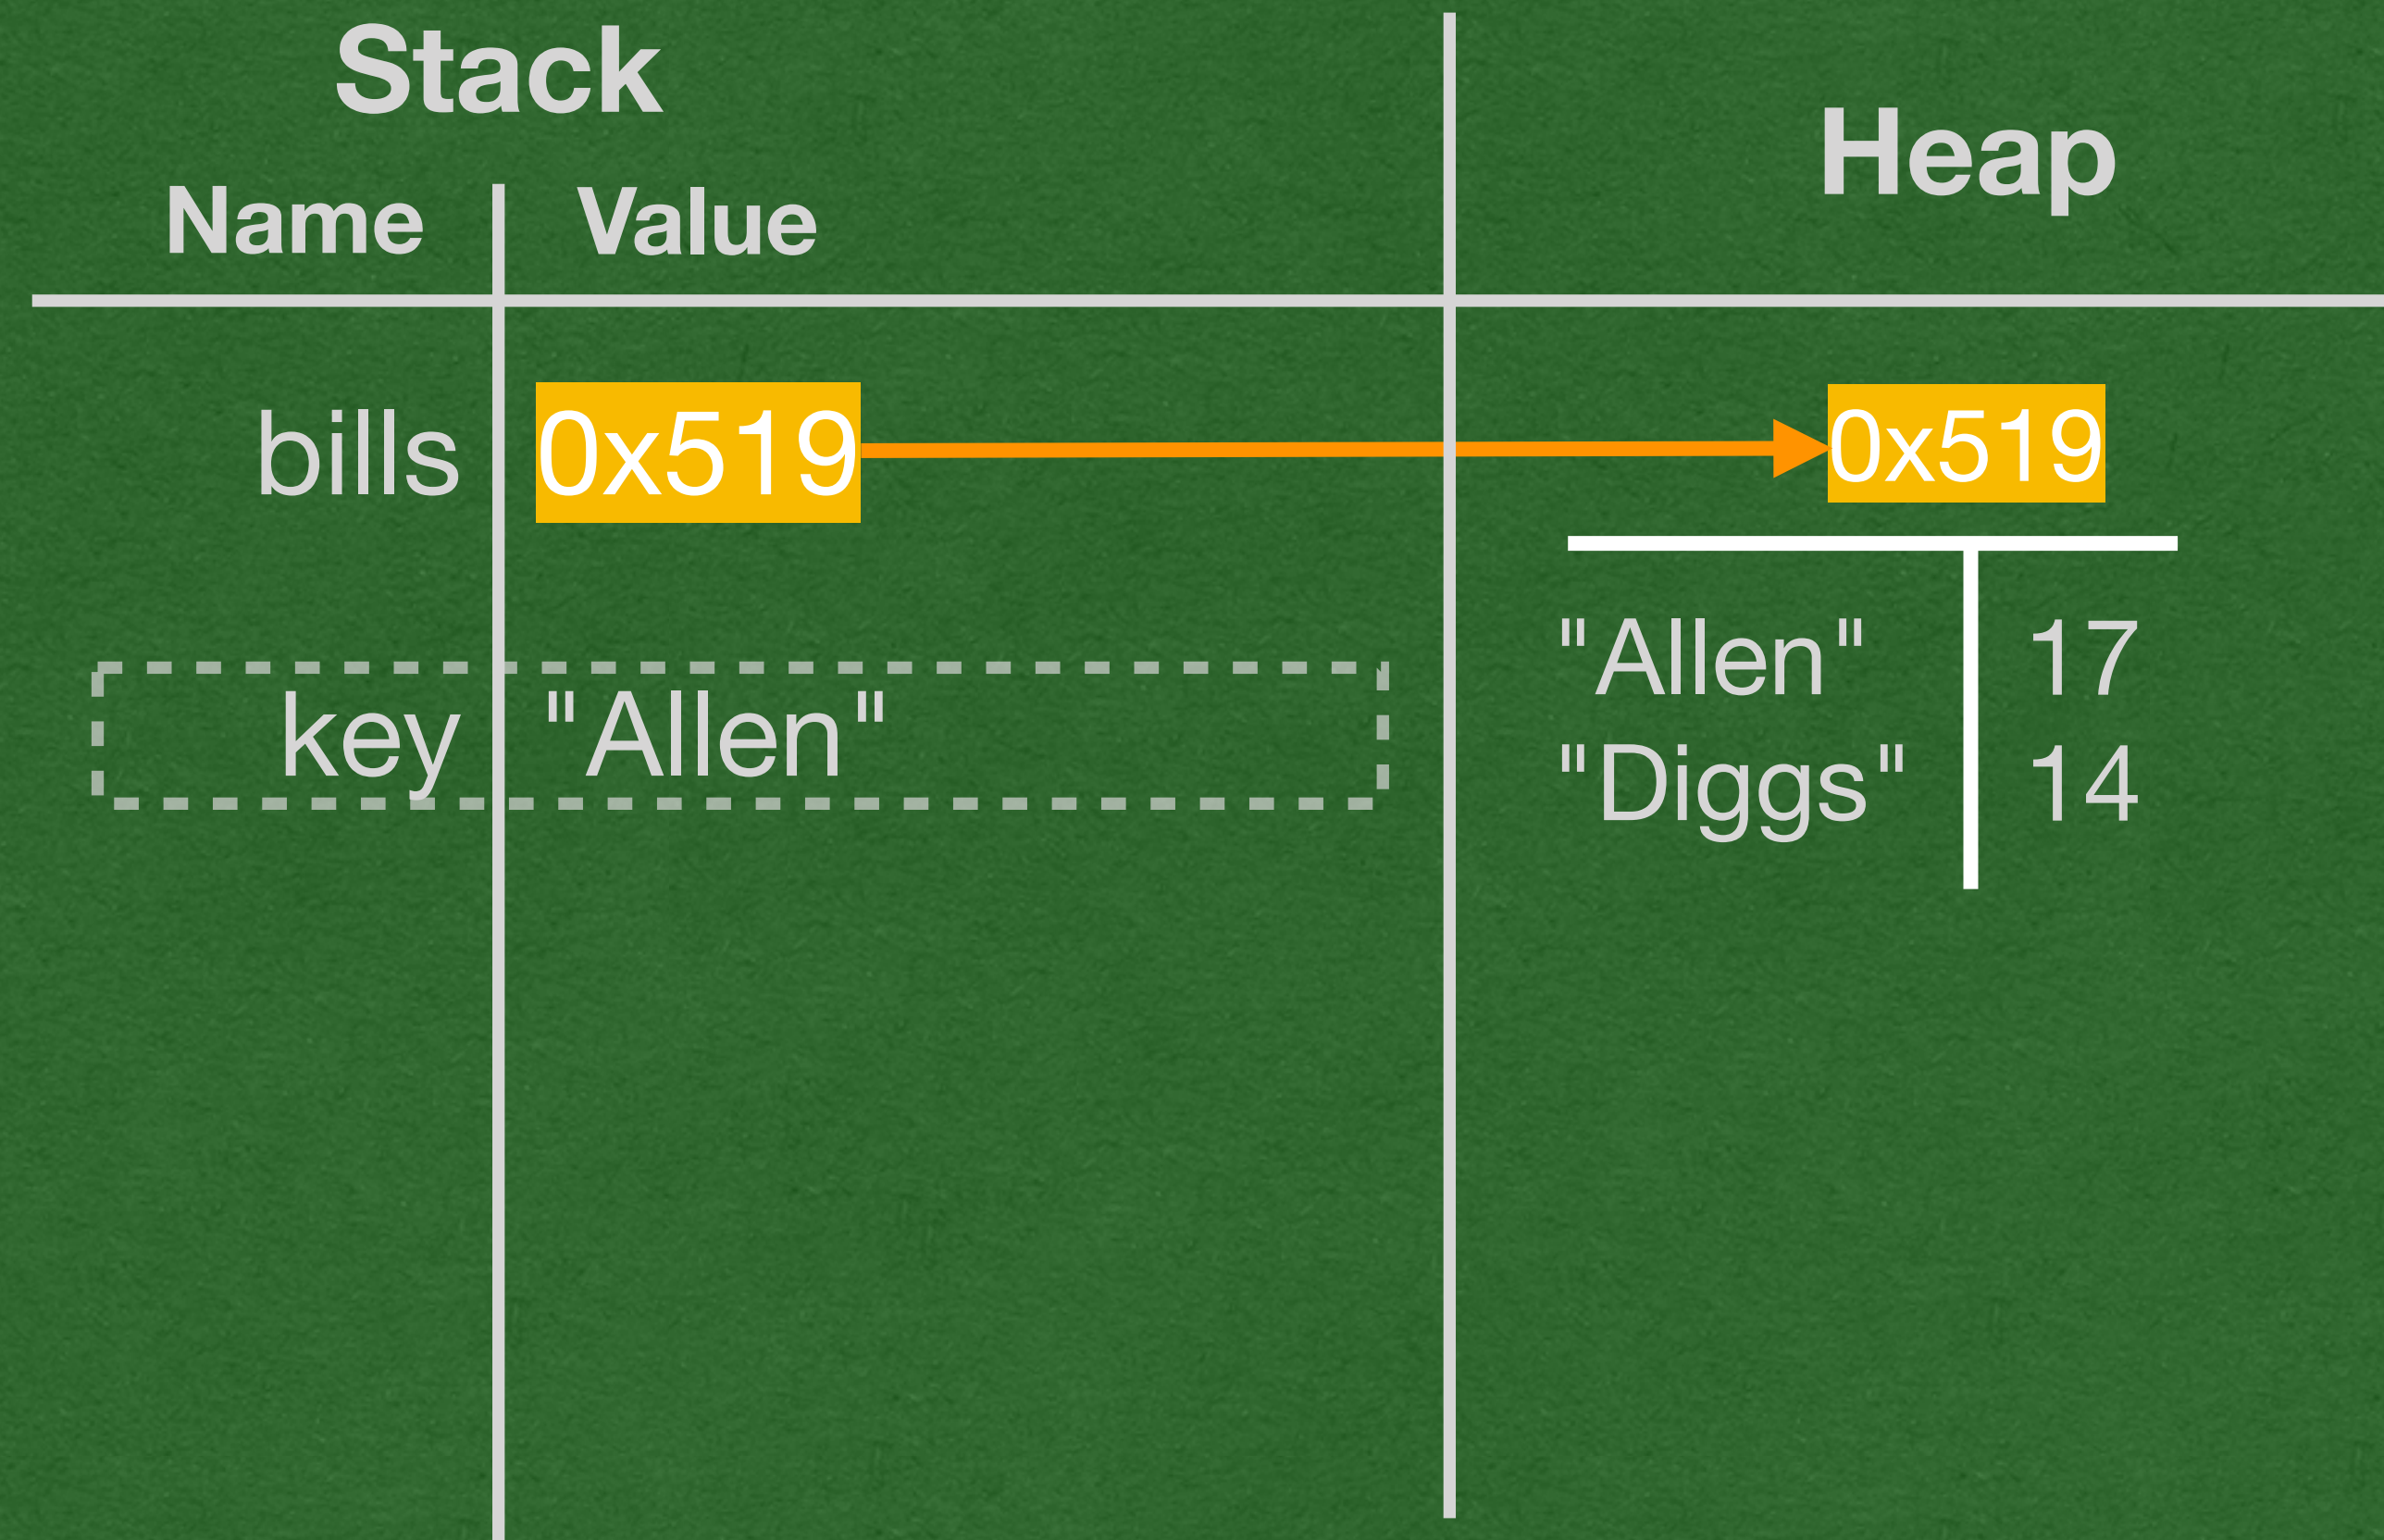 Stack
Heap
Name Value
bills 0x519 0x519
"Allen" 17
key "Allen"
"Diggs" 14